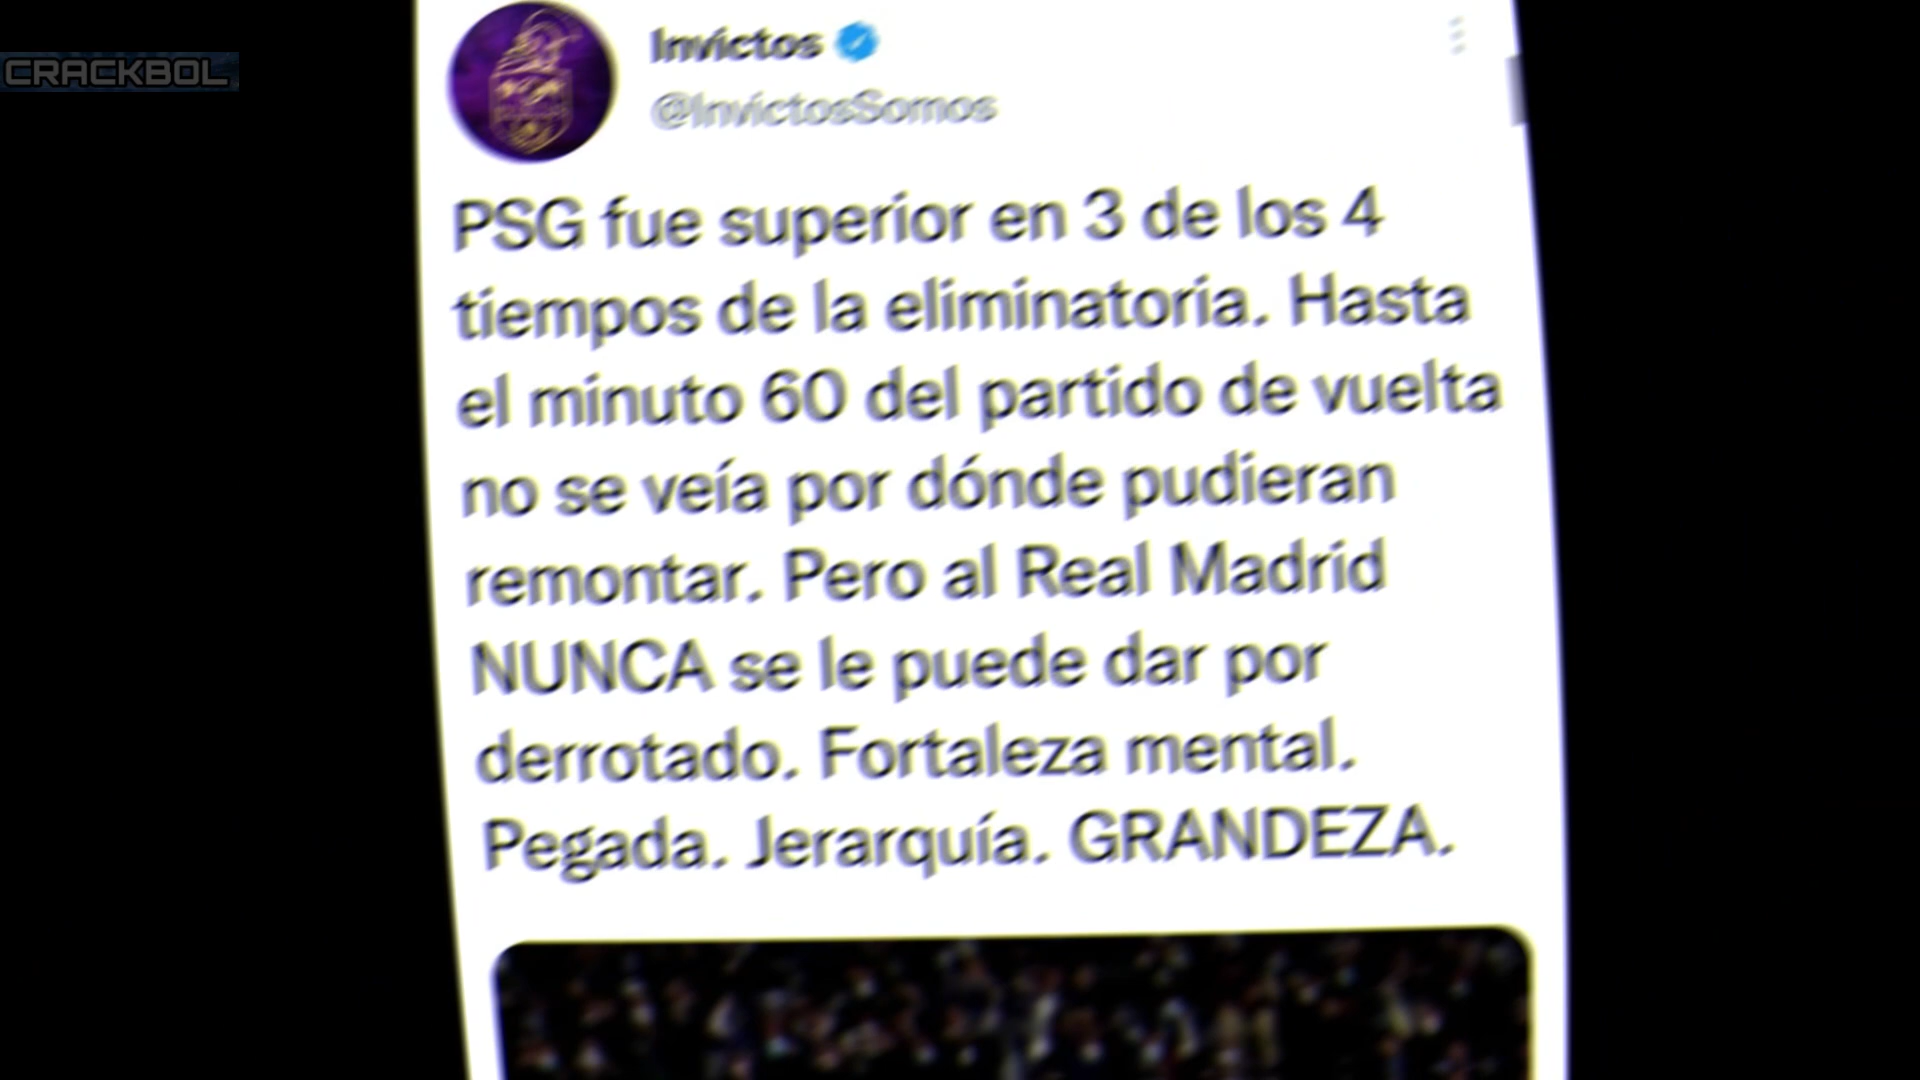 CRACKBOL
Invictos
@InvictosSomos
PSG fue superior en 3 de los 4
tiempos de la eliminatoria. Hasta
el minuto 60 del partido de vuelta
no se veía por dónde pudieran
remontar. Pero al Real Madrid
NUNCA se le puede dar por
derrotado. Fortaleza mental.
Pegada. Jerarquía. GRANDEZA.